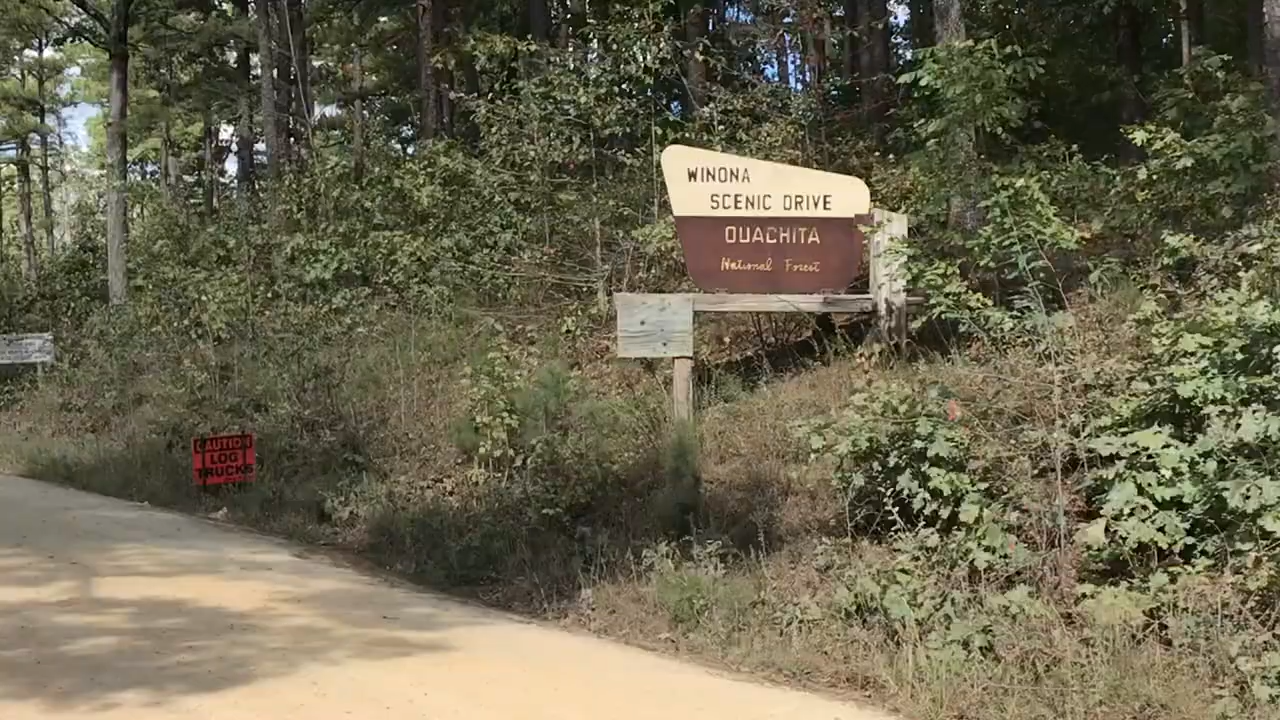 WINONA
SCENIC DRIVE
OUACHITA
National Forest
CAUTION
LOG
TRUCKS